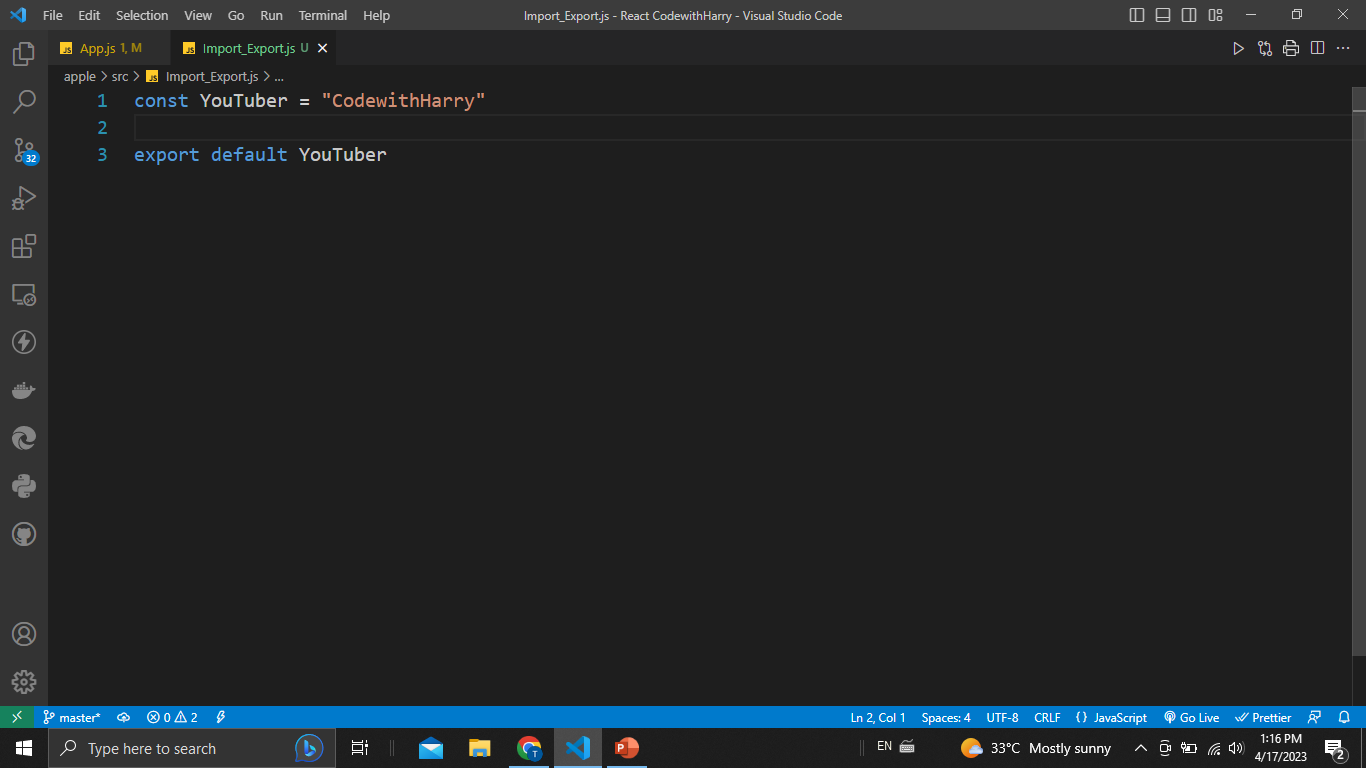 File Edit Selection View Go Run Terminal Help Import_Export.js - React CodewithHarry - Visual Studio Code
JS App.js 1, M JS Import_Export.js U
apple > src > JS Import_Export.js > ...
1 const YouTuber = "CodewithHarry"
2
3 export default YouTuber
32
master* 0 2 Ln 2, Col 1 Spaces: 4 UTF-8 CRLF {} JavaScript Go Live Prettier
Type here to search T P EN 33°C Mostly sunny 1:16 PM
4/17/2023 2